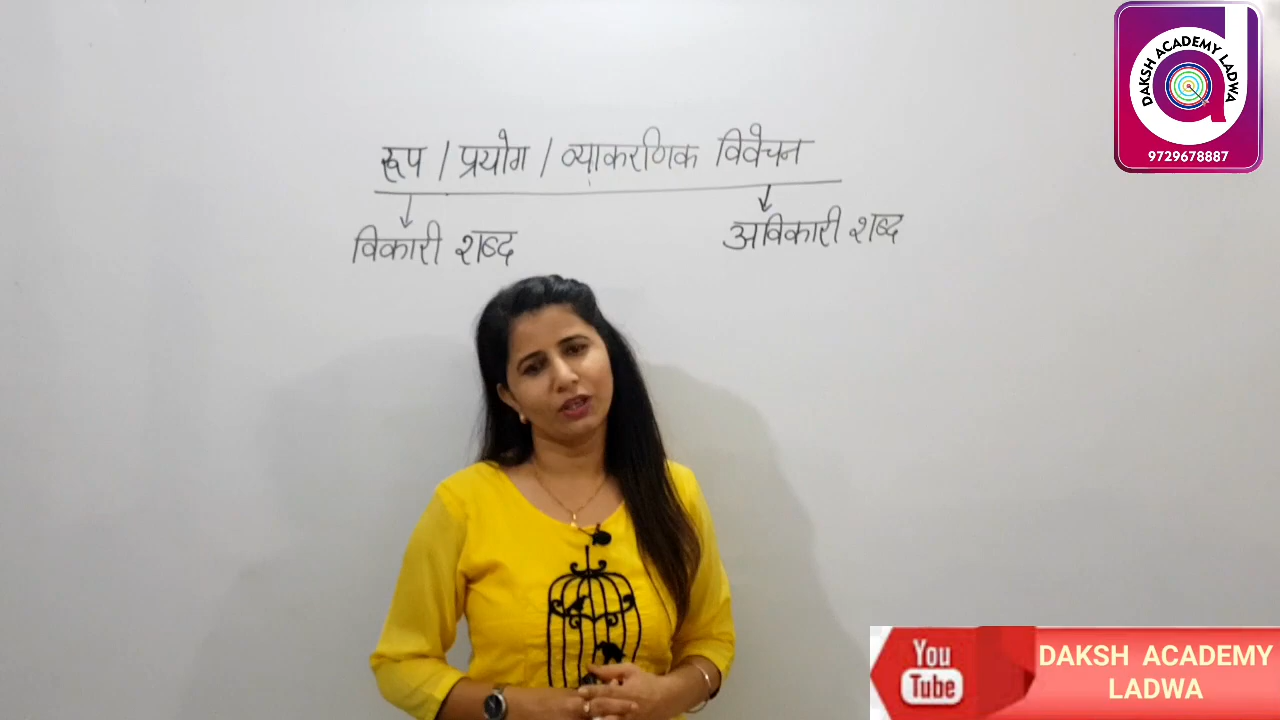 रूप / प्रयोग / व्याकरणिक विवेचन
विकारी शब्द
अविकारी शब्द
DAKSH ACADEMY LADWA
9729678887
You
Tube
DAKSH ACADEMY
LADWA